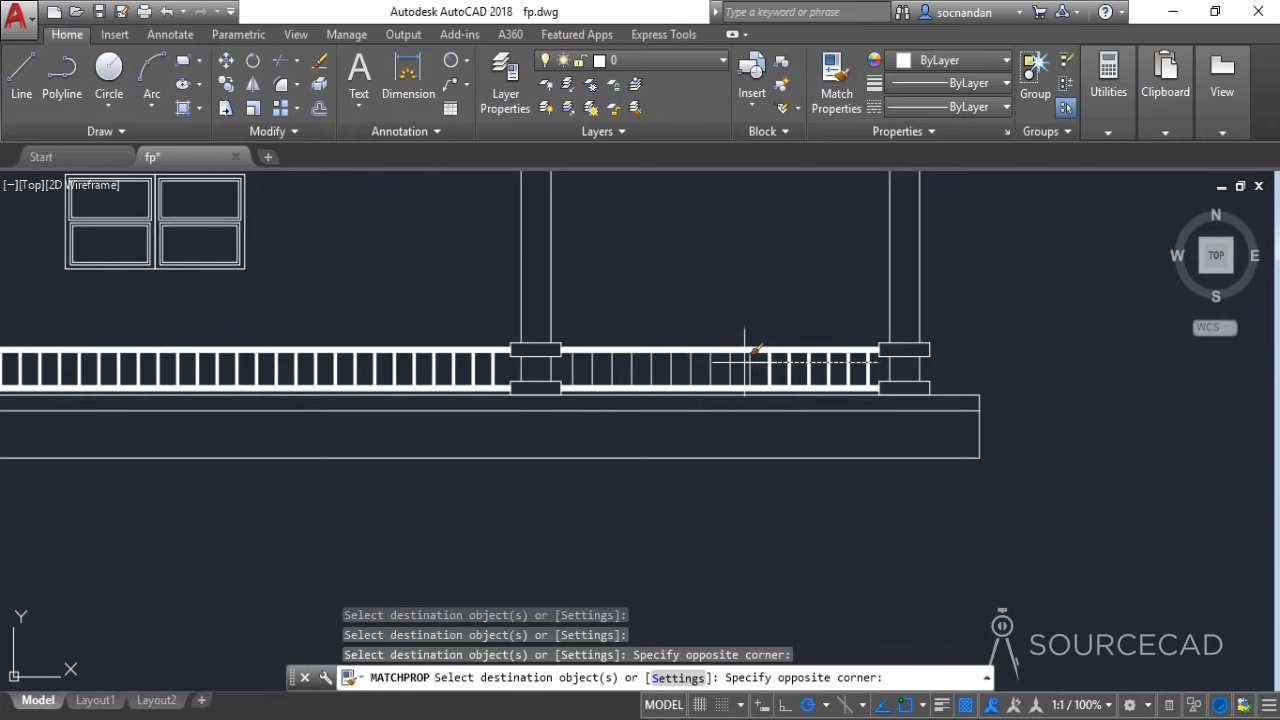 Autodesk AutoCAD 2018 fp.dwg
Type a keyword or phrase
socnandan
Home Insert Annotate Parametric View Manage Output Add-ins A360 Featured Apps Express Tools
0
ByLayer
ByLayer
ByLayer
Line Polyline Circle Arc
Text Dimension
Layer Properties
Insert
Match Properties
Group
Utilities Clipboard View
Draw Modify Annotation Layers Block Properties Groups
Start fp*
[−][Top][2D Wireframe]
N
W TOP E
S
WCS
Y
X
Select destination object(s) or [Settings]:
Select destination object(s) or [Settings]:
Select destination object(s) or [Settings]: Specify opposite corner:
MATCHPROP Select destination object(s) or [Settings]: Specify opposite corner:
SOURCECAD
Model Layout1 Layout2
MODEL 1:1 / 100%